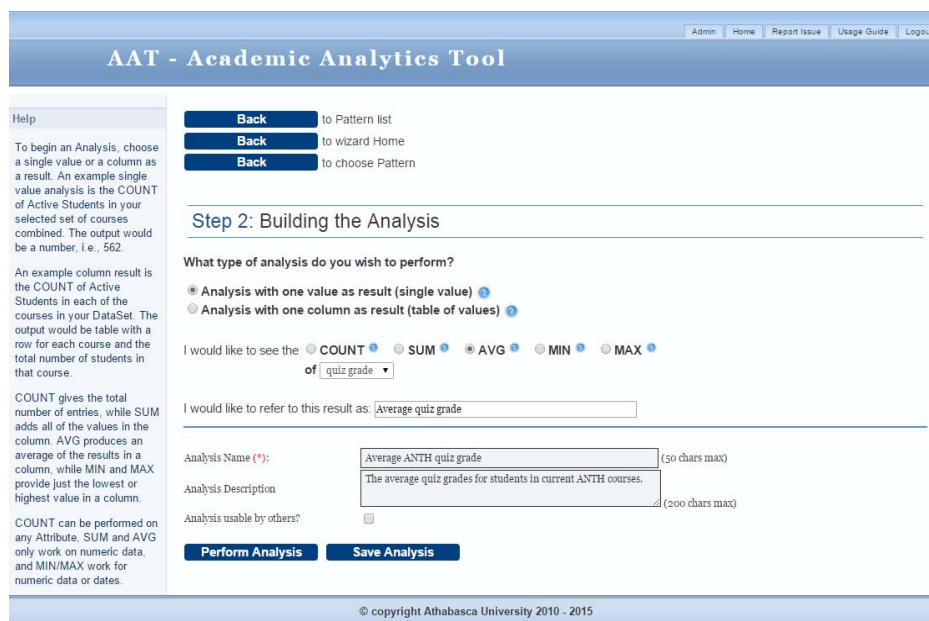 Admin Home Report Issue Usage Guide Logou
AAT - Academic Analytics Tool
Help
To begin an Analysis, choose
a single value or a column as
a result. An example single
value analysis is the COUNT
of Active Students in your
selected set of courses
combined. The output would
be a number, i.e., 562.
An example column result is
the COUNT of Active
Students in each of the
courses in your DataSet. The
output would be table with a
row for each course and the
total number of students in
that course.
COUNT gives the total
number of entries, while SUM
adds all of the values in the
column. AVG produces an
average of the results in a
column, while MIN and MAX
provide just the lowest or
highest value in a column.
COUNT can be performed on
any Attribute, SUM and AVG
only work on numeric data,
and MIN/MAX work for
numeric data or dates.
Back to Pattern list
Back to wizard Home
Back to choose Pattern
Step 2: Building the Analysis
What type of analysis do you wish to perform?
Analysis with one value as result (single value) ?
Analysis with one column as result (table of values) ?
I would like to see the COUNT ? SUM ? AVG ? MIN ? MAX ?
of quiz grade
I would like to refer to this result as: Average quiz grade
Analysis Name (*): Average ANTH quiz grade (50 chars max)
Analysis Description The average quiz grades for students in current ANTH courses. (200 chars max)
Analysis usable by others?
Perform Analysis Save Analysis
© copyright Athabasca University 2010 - 2015